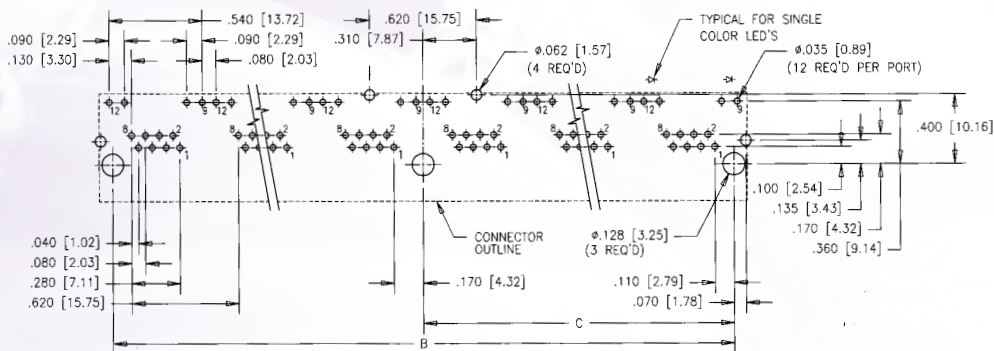 .540 [13.72]
.620 [15.75]
TYPICAL FOR SINGLE
COLOR LED'S
.090 [2.29]
.090 [2.29]
.310 [7.87]
ø.062 [1.57]
(4 REQ'D)
ø.035 [0.89]
(12 REQ'D PER PORT)
.130 [3.30]
.080 [2.03]
12 9 12 9 12 9 12 9 12 9 12 9
8 2 8 2 8 2 8 2 8 2 8 2
1 1 1 1 1 1
.400 [10.16]
.100 [2.54]
.135 [3.43]
.170 [4.32]
.360 [9.14]
CONNECTOR
OUTLINE
ø.128 [3.25]
(3 REQ'D)
.040 [1.02]
.080 [2.03]
.280 [7.11]
.620 [15.75]
.170 [4.32]
.110 [2.79]
.070 [1.78]
C
B